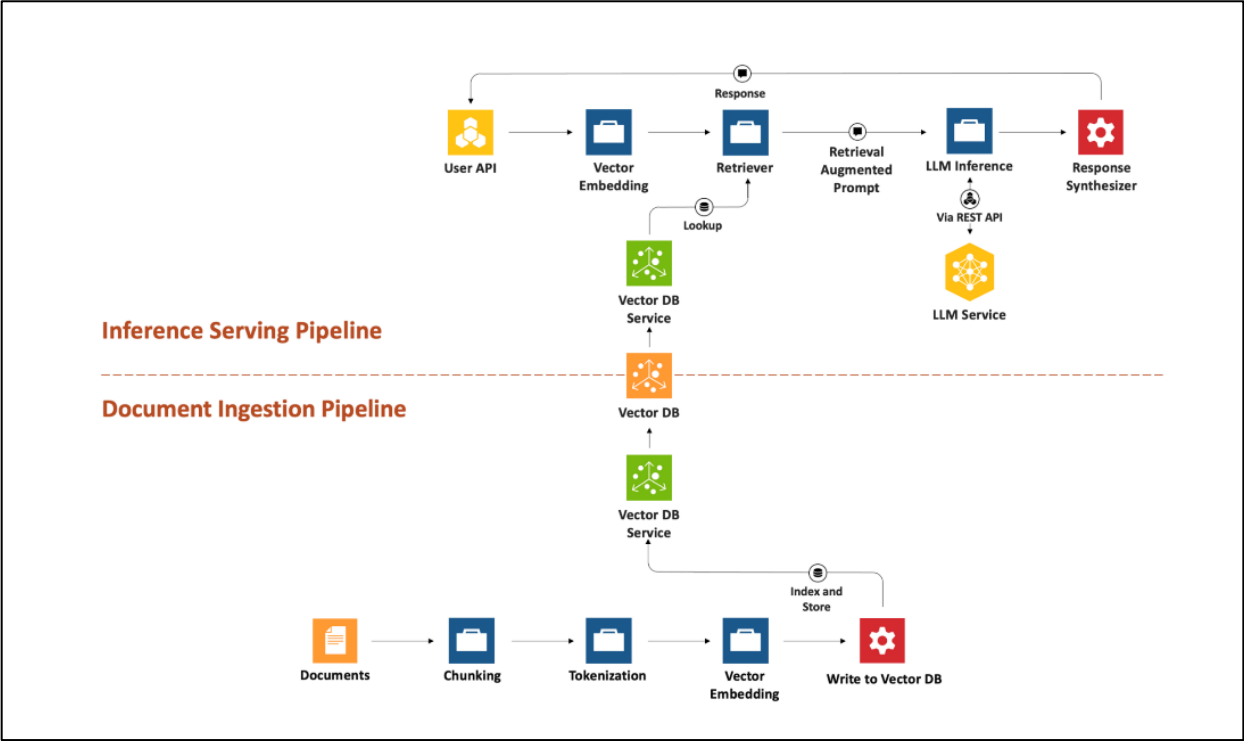 Response
User API
Vector
Embedding
Retriever
Retrieval
Augmented
Prompt
LLM Inference
Response
Synthesizer
Via REST API
Lookup
LLM Service
Vector DB
Service
Inference Serving Pipeline
Document Ingestion Pipeline
Vector DB
Vector DB
Service
Index and
Store
Documents
Chunking
Tokenization
Vector
Embedding
Write to Vector DB